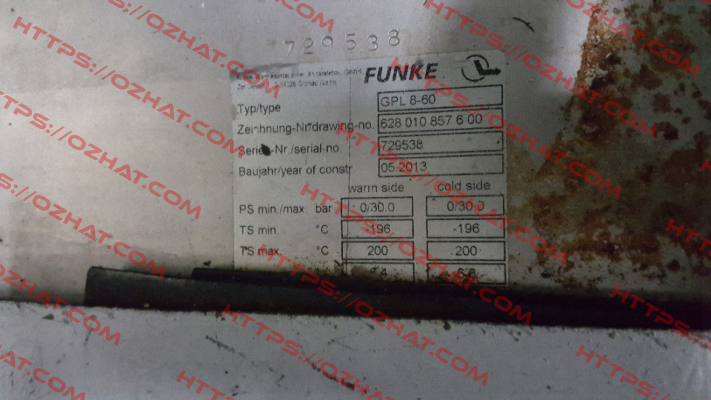 HTTPS://OZHAT.COM
729538
FUNKE
Typ/type GPL 8-60
Zeichnung-Nr/drawing-no. 628 010 857 6 00
Serien-Nr./serial-no. 729538
Baujahr/year of constr 05.2013
warm side cold side
PS min./max. bar 0/30.0 0/30.0
TS min. °C -196 -196
TS max. °C 200 200